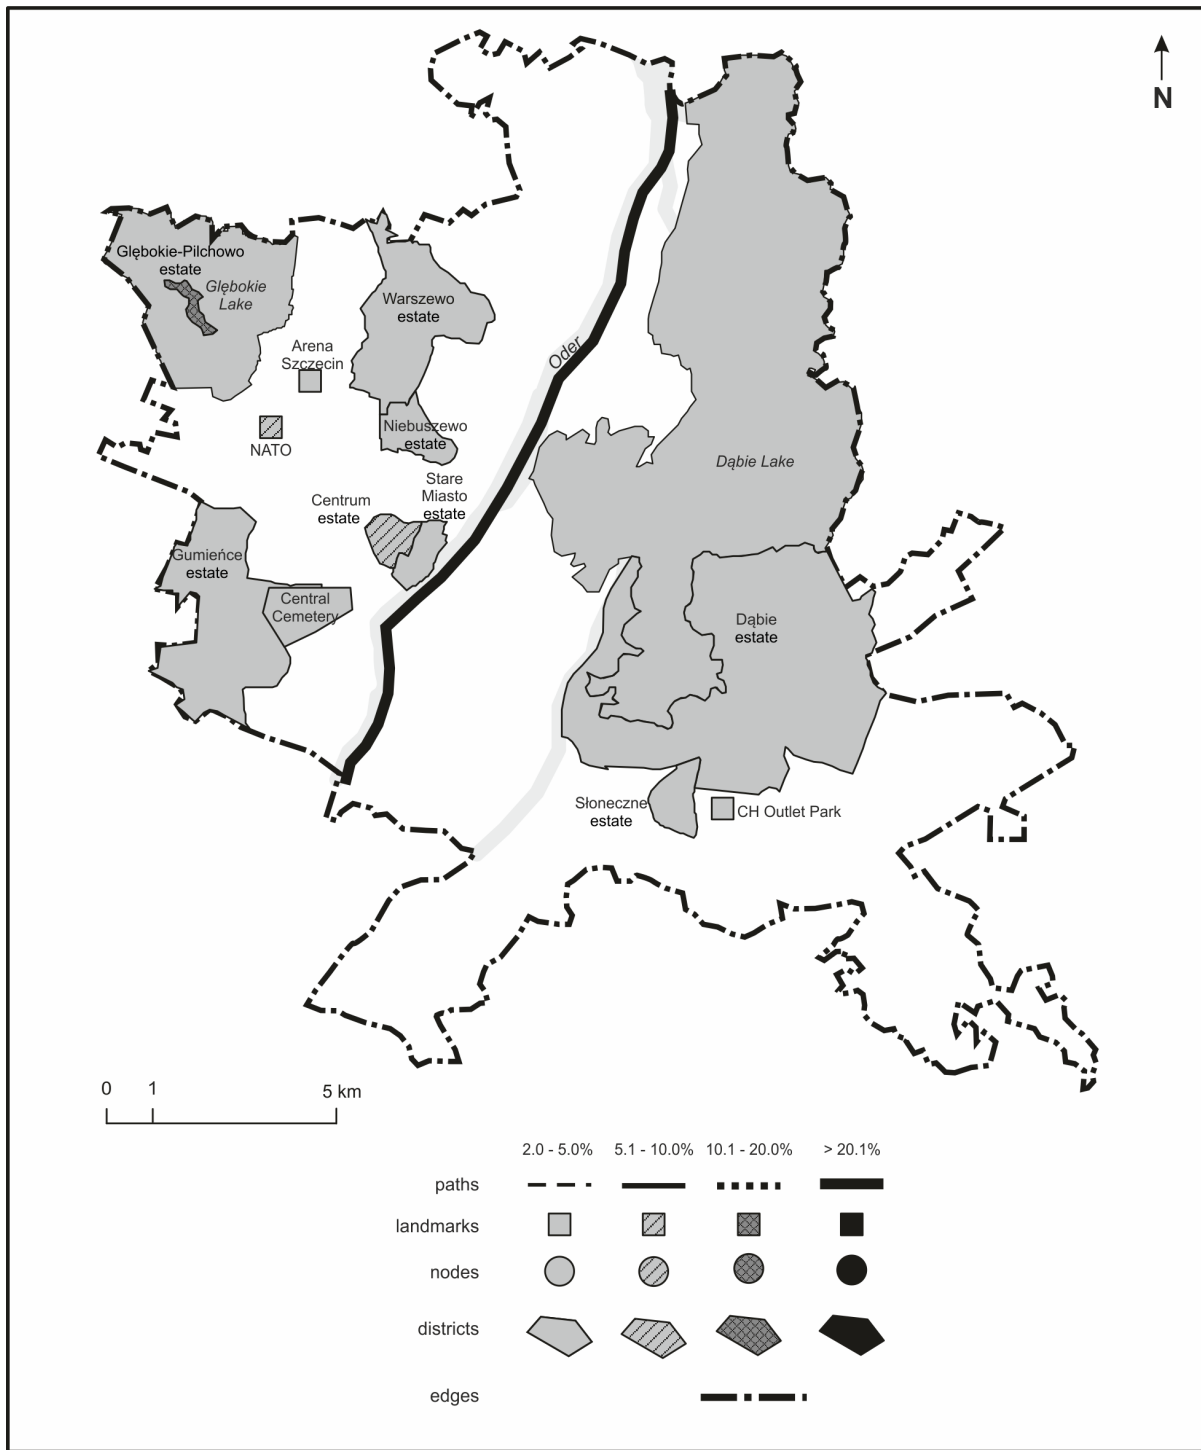 N
Glębokie-Pilchowo
estate
Glębokie
Lake
Warszewo
estate
Arena
Szczecin
Oder
NATO
Niebuszewo
estate
Dąbie Lake
Stare
Miasto
estate
Centrum
estate
Gumieńce
estate
Central
Cemetery
Dąbie
estate
Słoneczne
estate
CH Outlet Park
0 1 5 km
2.0 - 5.0% 5.1 - 10.0% 10.1 - 20.0% > 20.1%
paths
landmarks
nodes
districts
edges